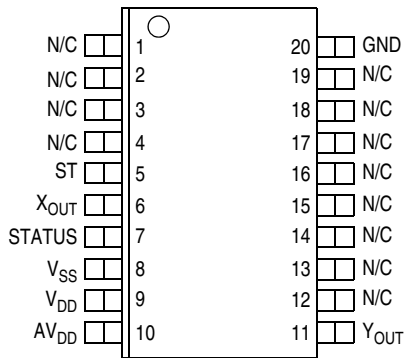 N/C 1 20 GND
N/C 2 19 N/C
N/C 3 18 N/C
N/C 4 17 N/C
ST 5 16 N/C
XOUT 6 15 N/C
STATUS 7 14 N/C
VSS 8 13 N/C
VDD 9 12 N/C
AVDD 10 11 YOUT